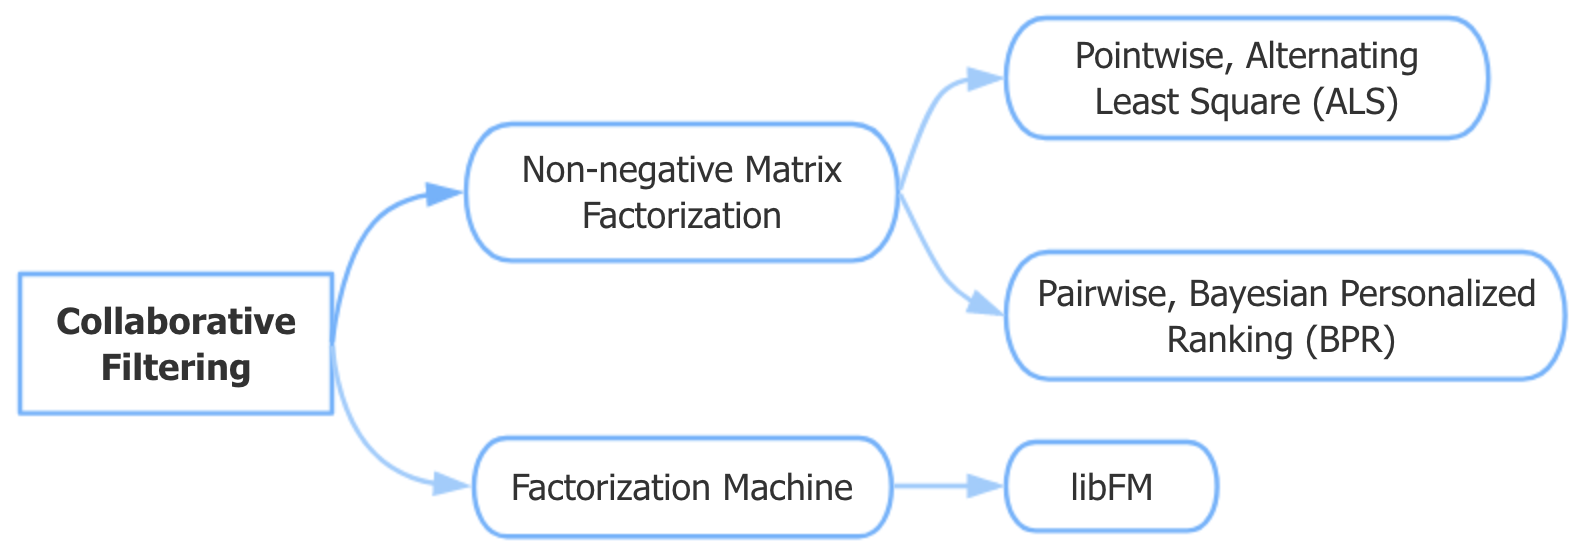 Pointwise, Alternating
Least Square (ALS)
Non-negative Matrix
Factorization
Pairwise, Bayesian Personalized
Ranking (BPR)
Collaborative
Filtering
Factorization Machine
libFM